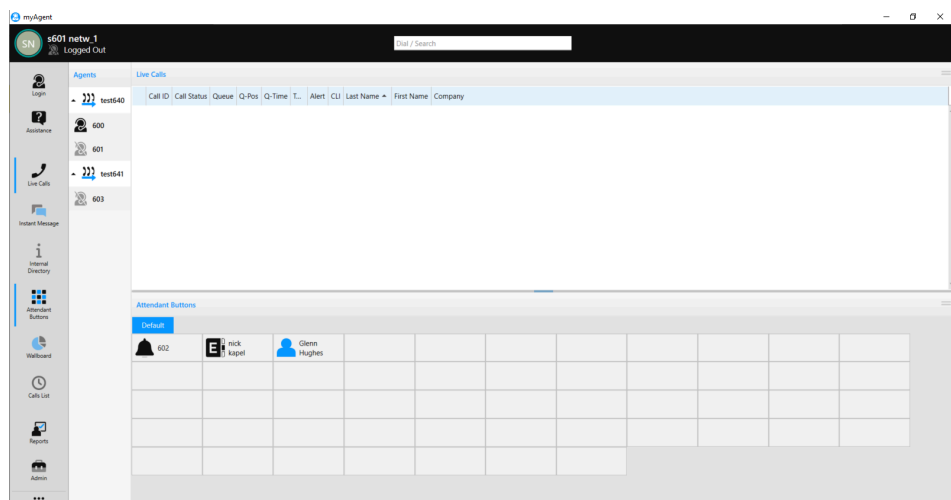 myAgent
SN
s601 netw_1
Logged Out
Dial / Search
Login
Assistance
Live Calls
Instant Message
Internal
Directory
Attendant
Buttons
Wallboard
Calls List
Reports
Admin
Agents
test640
600
601
test641
603
Live Calls
Call ID Call Status Queue Q-Pos Q-Time T... Alert CLI Last Name First Name Company
Attendant Buttons
Default
602
E
nick
kapel
Glenn
Hughes